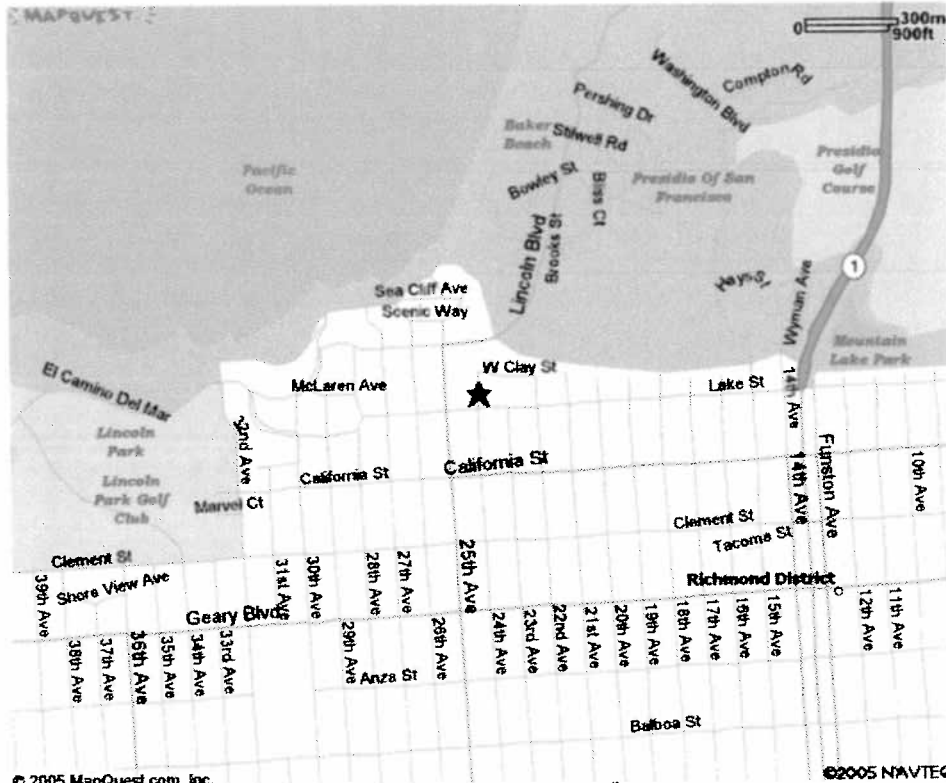 MAPQUEST
300m
0
900ft
Washington Blvd
Compton Rd
Pershing Dr
Baker
Beach
Stilwell Rd
Pacific
Ocean
Bowley St
Bliss Ct
Presidio Of San
Francisco
Presidio
Golf
Course
Lincoln Blvd
Brooks St
1
Hays St
Wyman Ave
Sea Cliff Ave
Scenic Way
Mountain
Lake Park
W Clay St
El Camino Del Mar
McLaren Ave
Lake St
14th Ave
Lincoln
Park
32nd Ave
California St
California St
14th Ave
Funston Ave
10th Ave
Lincoln
Park Golf
Club
Marvel Ct
Clement St
Tacoma St
Clement St
Shore View Ave
39th Ave
31st Ave
30th Ave
28th Ave
27th Ave
25th Ave
Richmond District
Geary Blvd
38th Ave
37th Ave
36th Ave
35th Ave
34th Ave
33rd Ave
29th Ave
26th Ave
24th Ave
23rd Ave
22nd Ave
21st Ave
20th Ave
19th Ave
18th Ave
17th Ave
16th Ave
15th Ave
12th Ave
11th Ave
Anza St
Balboa St
© 2005 MapQuest.com, Inc.
©2005 NAVTEQ